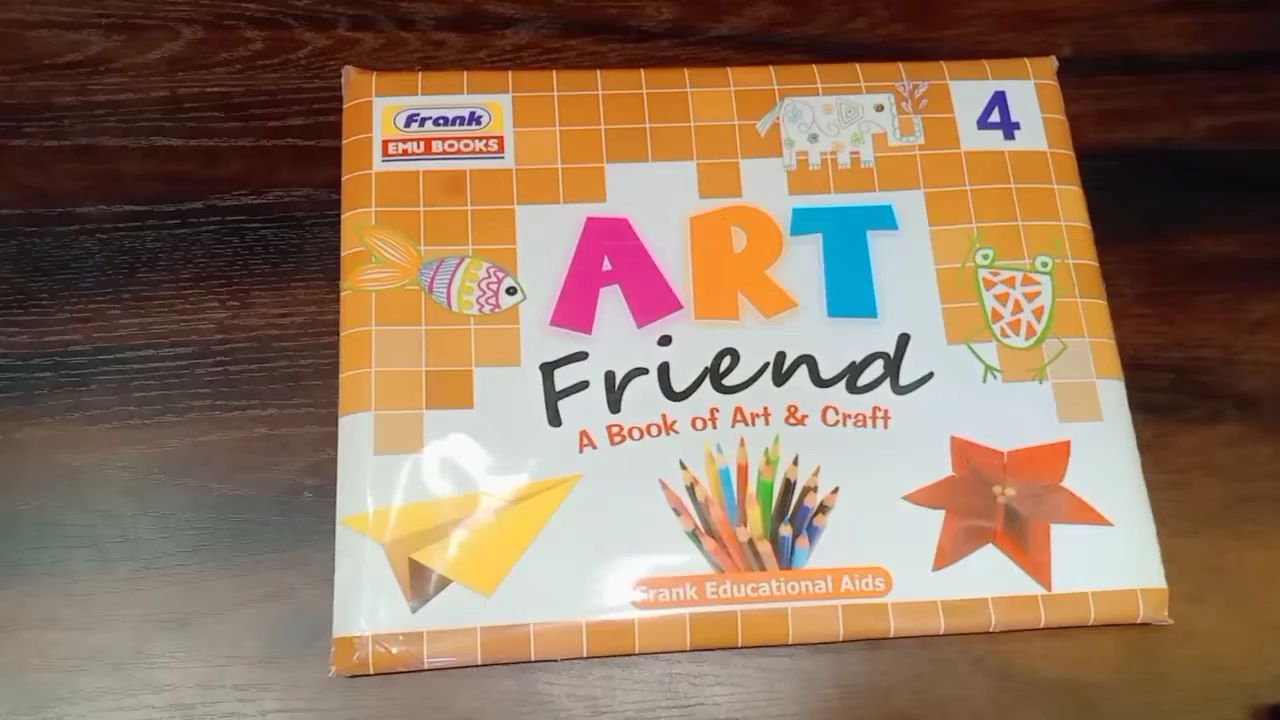 Frank
EMU BOOKS
4
ART
Friend
A Book of Art & Craft
Frank Educational Aids